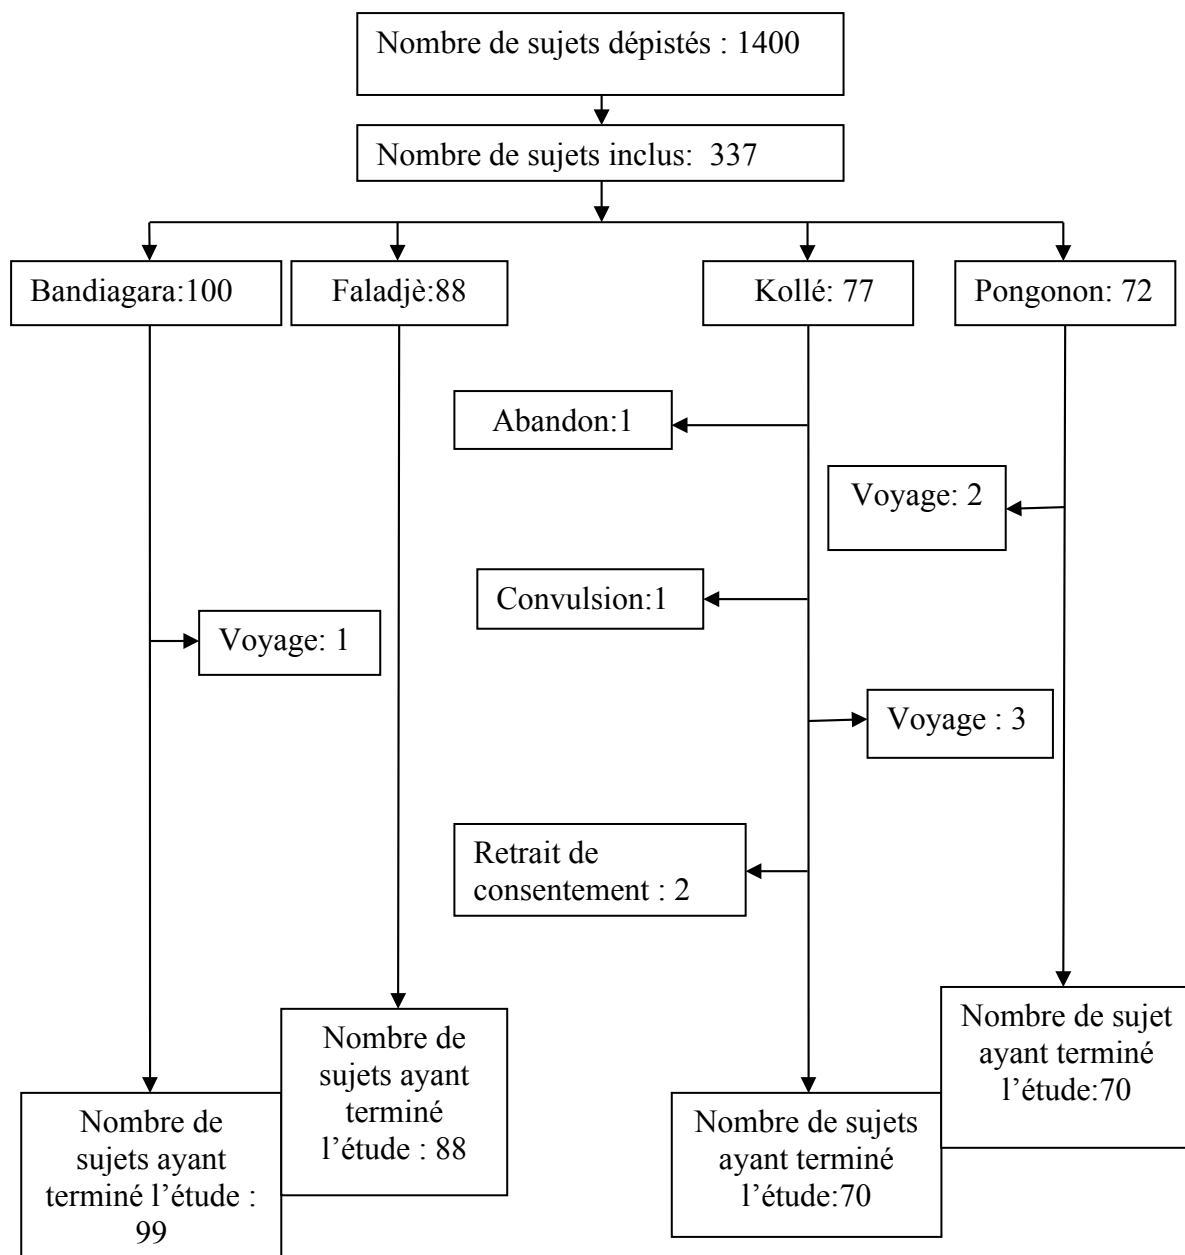 Nombre de sujets dépistés : 1400
Nombre de sujets inclus:  337
Bandiagara:100
Faladjè:88
Kollé: 77
Pongonon: 72
Abandon:1
Voyage: 2
Convulsion:1
Voyage: 1
Voyage : 3
Retrait de
consentement : 2
Nombre de
sujets ayant
terminé l’étude :
99
Nombre de
sujets ayant
terminé
l’étude : 88
Nombre de sujets
ayant terminé
l’étude:70
Nombre de sujet
ayant terminé
l’étude:70